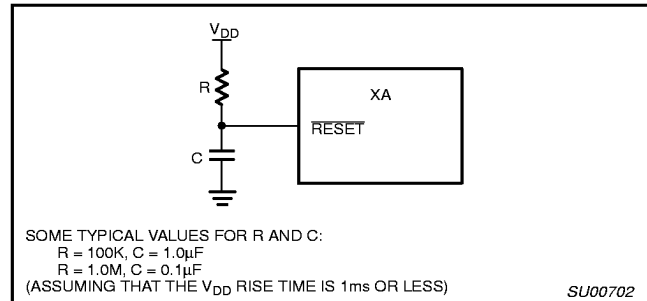 VDD
R
XA
RESET
C
SOME TYPICAL VALUES FOR R AND C:
R = 100K, C = 1.0µF
R = 1.0M, C = 0.1µF
(ASSUMING THAT THE VDD RISE TIME IS 1ms OR LESS)
SU00702